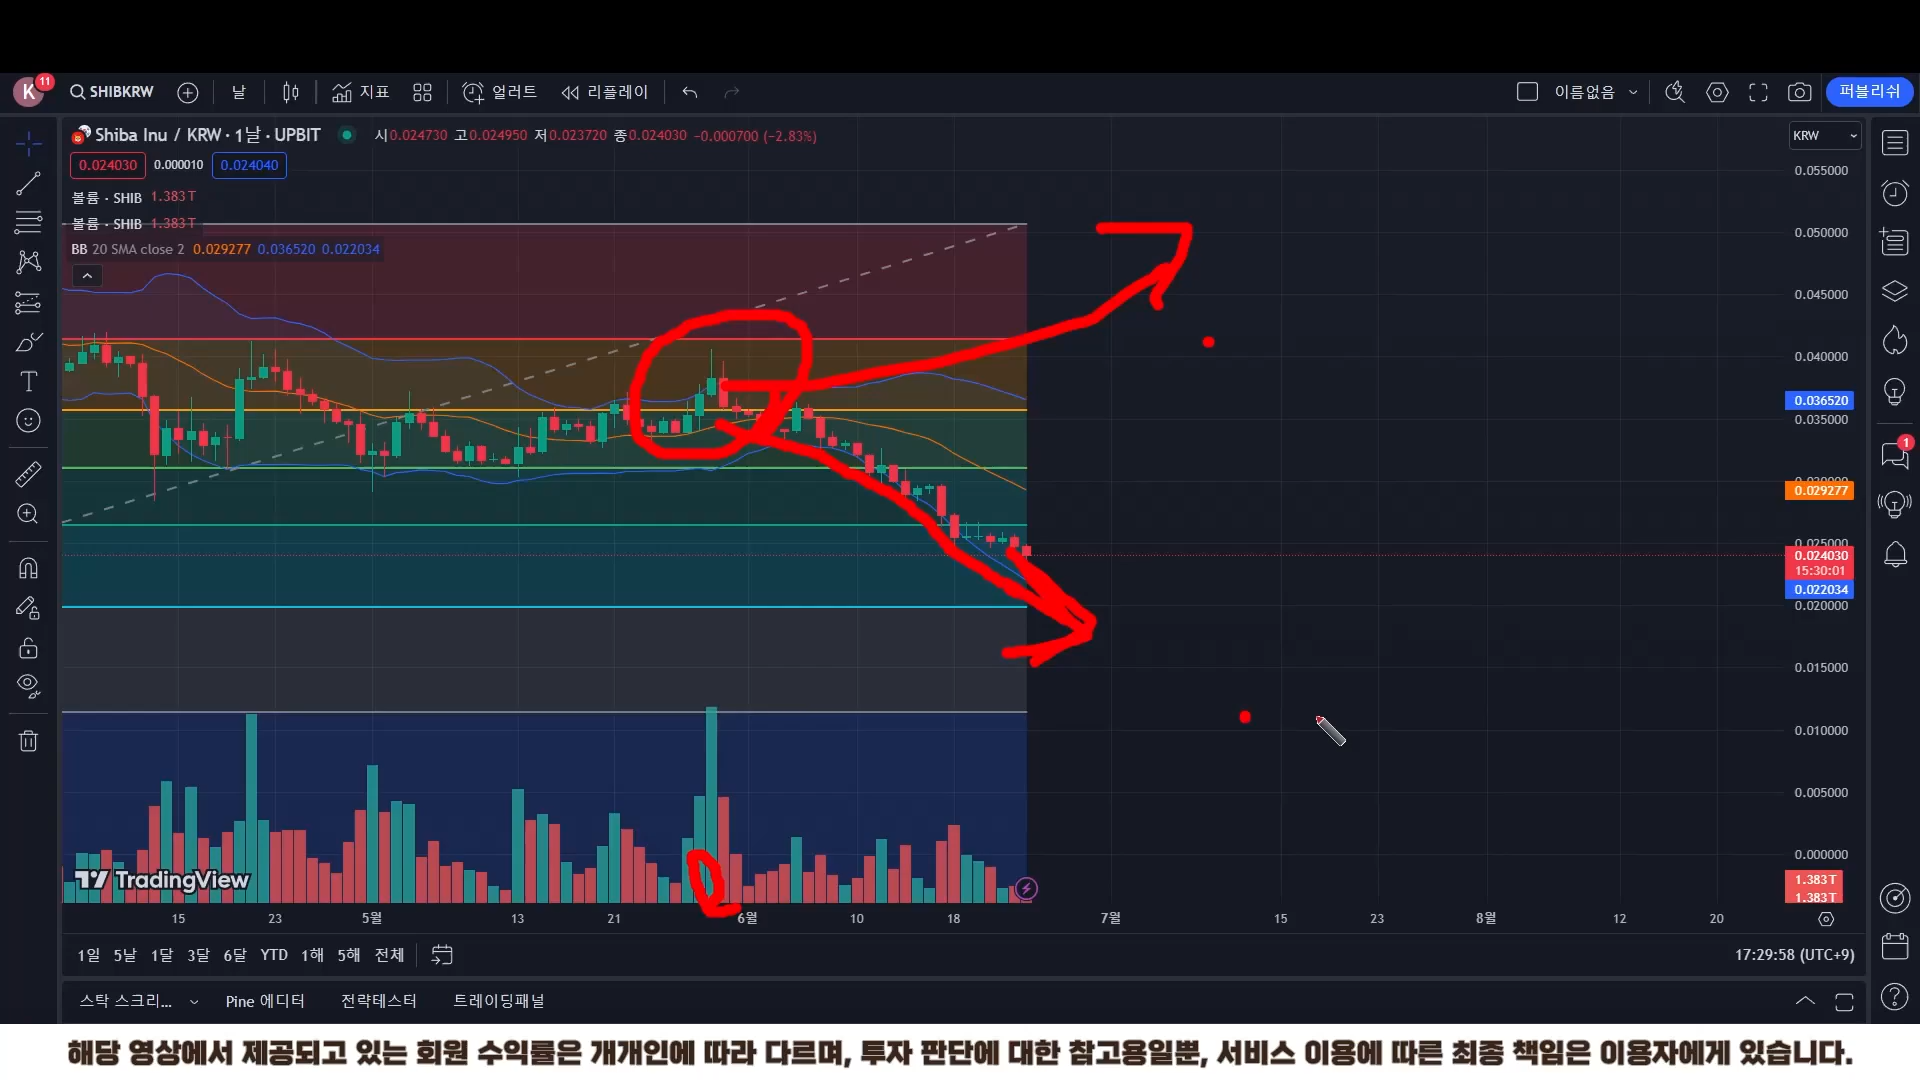 K 11 SHIBKRW 날 지표 얼러트 리플레이 이름없음 퍼블리쉬
Shiba Inu / KRW · 1날 · UPBIT 시0.024730 고0.024950 저0.023720 종0.024030 −0.000700 (−2.83%)
KRW
0.024030 0.000010 0.024040
볼륨 · SHIB 1.383T
볼륨 · SHIB 1.383T
BB 20 SMA close 2 0.029277 0.036520 0.022034
0.055000
0.050000
0.045000
0.040000
0.036520
0.035000
0.029277
0.025000
0.024030
15:30:01
0.022034
0.020000
0.015000
0.010000
0.005000
0.000000
1.383T
1.383T
1
TradingView
15 23 5월 13 21 6월 10 18 7월 15 23 8월 12 20
1일 5날 1달 3달 6달 YTD 1해 5해 전체 17:29:58 (UTC+9)
스탁 스크리... Pine 에디터 전략테스터 트레이딩패널
해당 영상에서 제공되고 있는 회원 수익률은 개개인에 따라 다르며, 투자 판단에 대한 참고용일뿐, 서비스 이용에 따른 최종 책임은 이용자에게 있습니다.